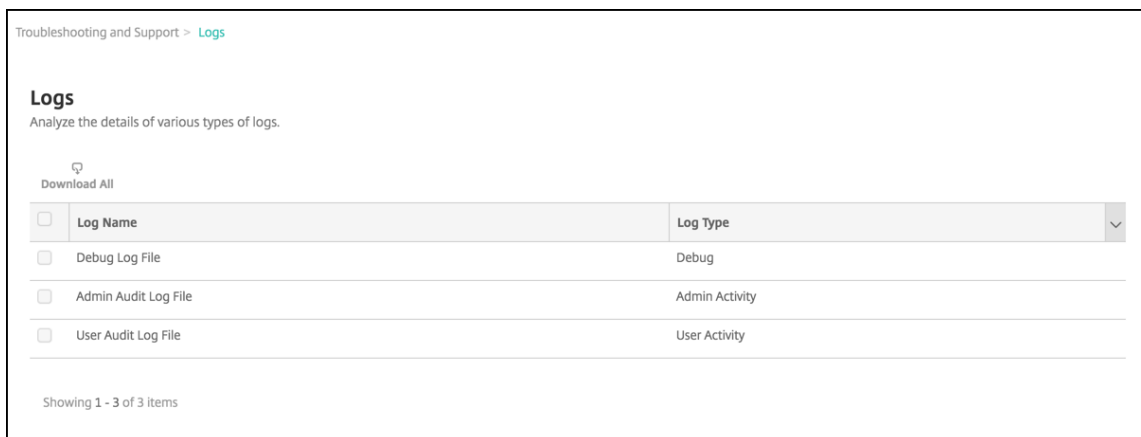 Troubleshooting and Support > Logs
Logs
Analyze the details of various types of logs.
Download All
Log Name Log Type
Debug Log File Debug
Admin Audit Log File Admin Activity
User Audit Log File User Activity
Showing 1 - 3 of 3 items